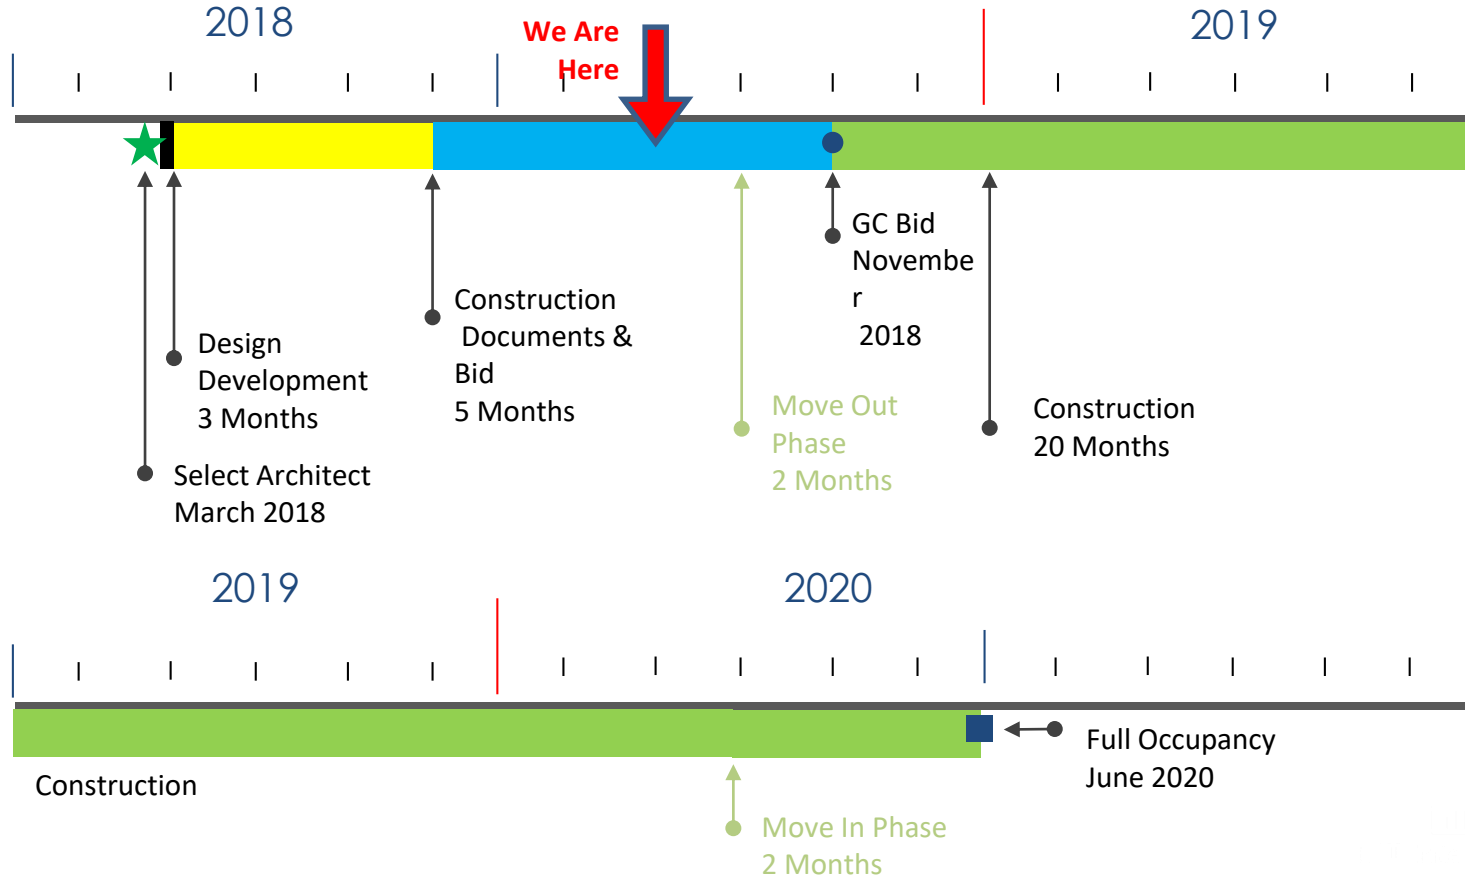 2018
We Are
Here
2019
GC Bid
Novembe
r
2018
Construction
Documents &
Bid
5 Months
Design
Development
3 Months
Move Out
Phase
2 Months
Construction
20 Months
Select Architect
March 2018
2019
2020
Full Occupancy
June 2020
Construction
Move In Phase
2 Months